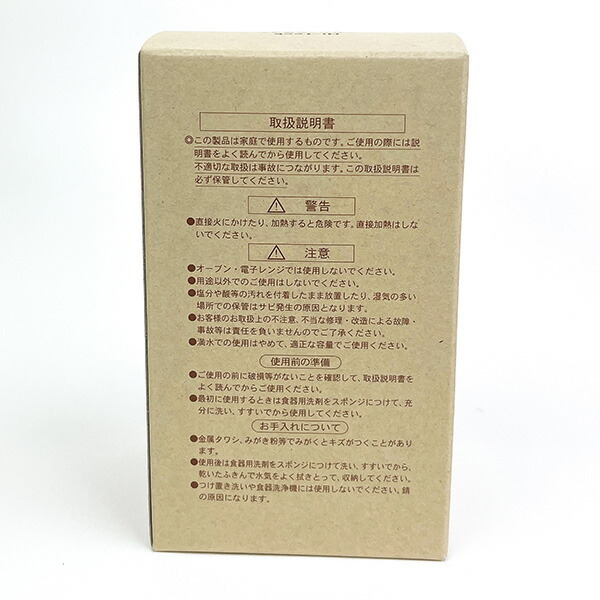 取扱説明書
◎この製品は家庭で使用するものです。ご使用の際には説
明書をよく読んでから使用してください。
不適切な取扱は事故につながります。この取扱説明書は
必ず保管してください。
警告
●直接火にかけたり、加熱すると危険です。直接加熱はしな
いでください。
注意
●オーブン・電子レンジでは使用しないでください。
●用途以外でのご使用はしないでください。
●塩分や酸等の汚れを付着したまま放置したり、湿気の多い
場所での保管はサビ発生の原因となります。
●お客様のお取扱上の不注意、不当な修理・改造による故障・
事故等は責任を負いませんのでご了承ください。
●満水での使用はやめて、適正な容量でご使用ください。
使用前の準備
●ご使用の前に破損等がないことを確認して、取扱説明書を
よく読んでからご使用ください。
●最初に使用するときは食器用洗剤をスポンジにつけて、充
分に洗い、すすいでから使用してください。
お手入れについて
●金属タワシ、みがき粉等でみがくとキズがつくことがあり
ます。
●使用後は食器用洗剤をスポンジにつけて洗い、すすいでから、
乾いたふきんで水気をよく拭きとって、収納してください。
●つけ置き洗いや食器洗浄機には使用しないでください。錆
の原因になります。